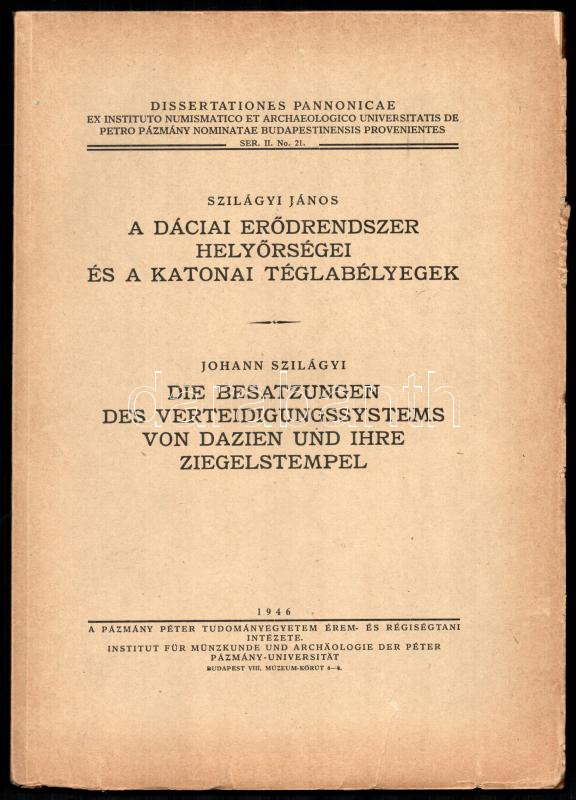 DISSERTATIONES PANNONICAE
EX INSTITUTO NUMISMATICO ET ARCHAEOLOGICO UNIVERSITATIS DE
PETRO PÁZMÁNY NOMINATAE BUDAPESTINENSIS PROVENIENTES
SER. II. No. 21.
SZILÁGYI JÁNOS
A DÁCIAI ERŐDRENDSZER
HELYŐRSÉGEI
ÉS A KATONAI TÉGLABÉLYEGEK
JOHANN SZILÁGYI
DIE BESATZUNGEN
DES VERTEIDIGUNGSSYSTEMS
VON DAZIEN UND IHRE
ZIEGELSTEMPEL
darabanth
1946
A PÁZMÁNY PÉTER TUDOMÁNYEGYETEM ÉREM- ÉS RÉGISÉGTANI
INTÉZETE.
INSTITUT FÜR MÜNZKUNDE UND ARCHÄOLOGIE DER PÉTER
PÁZMÁNY-UNIVERSITÄT
BUDAPEST VIII. MÚZEUM-KÖRÚT 6—8.